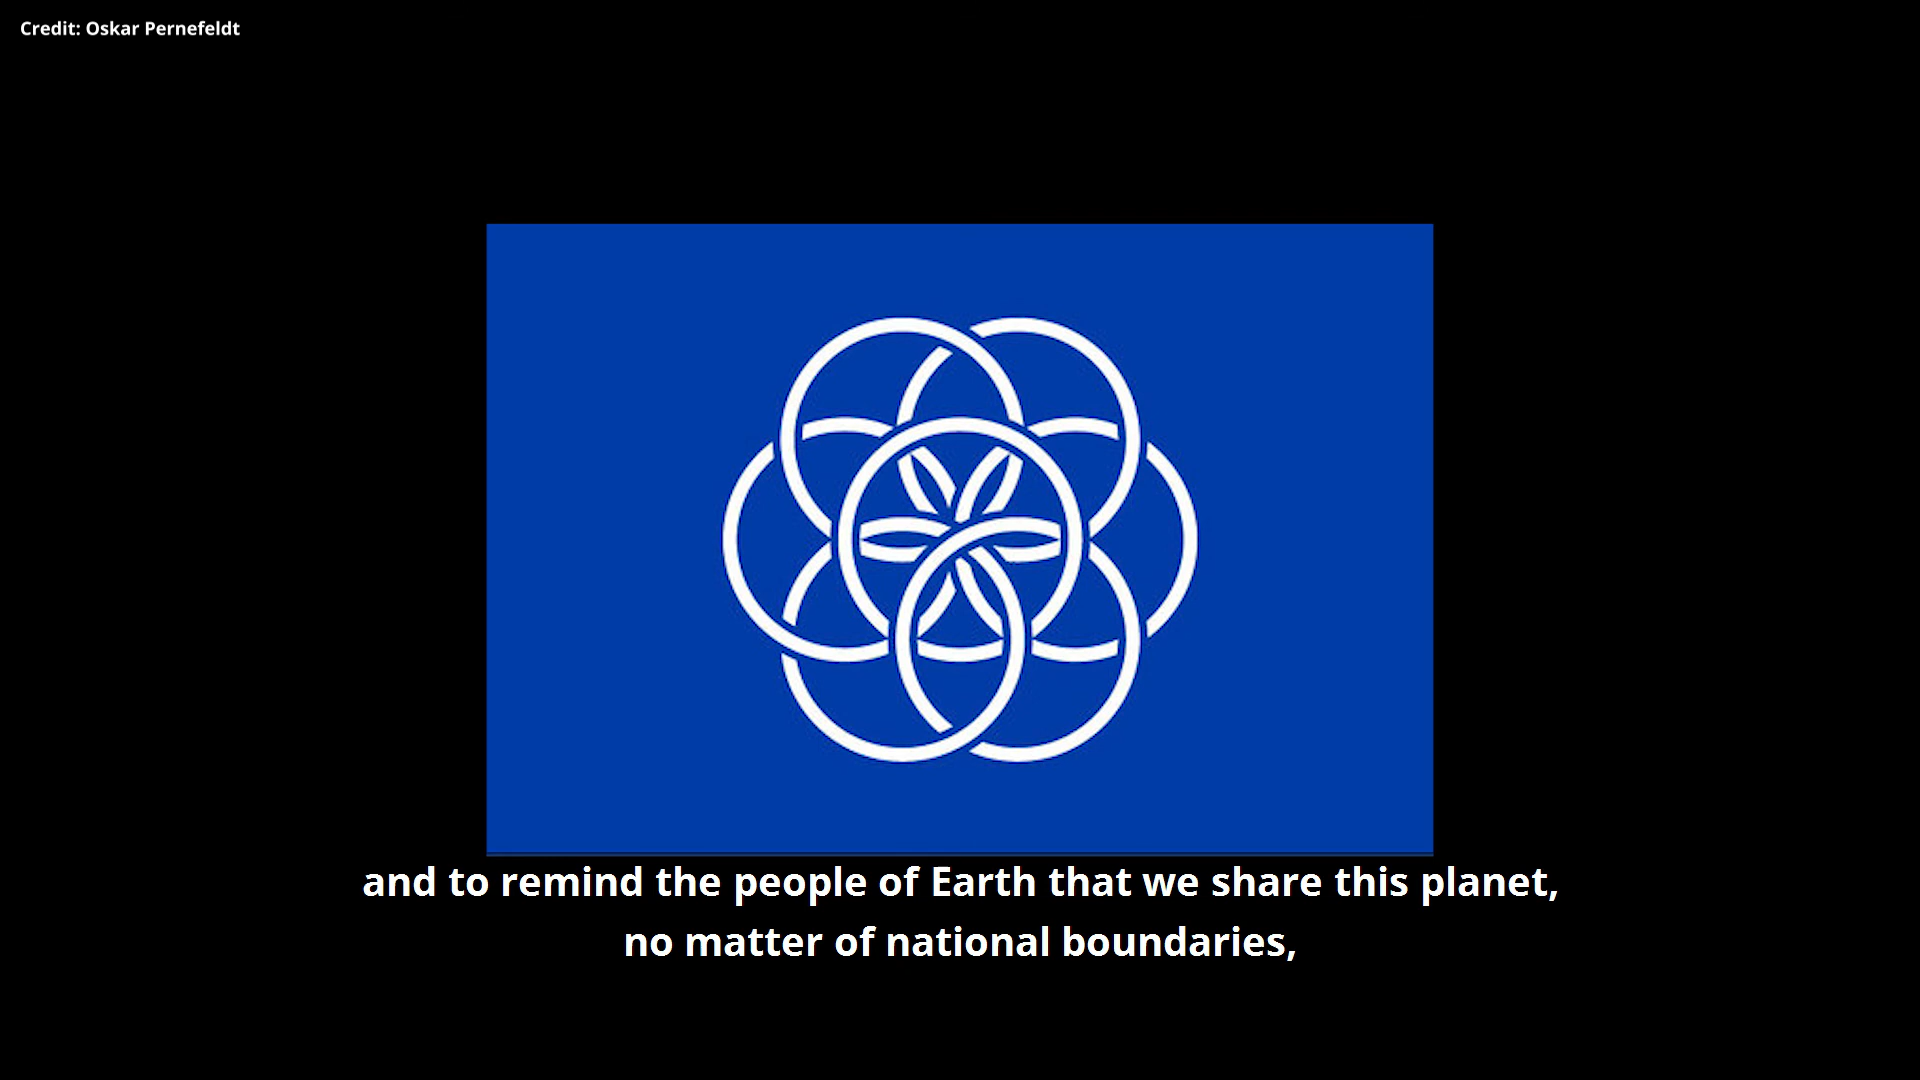 Credit: Oskar Pernefeldt
and to remind the people of Earth that we share this planet,
no matter of national boundaries,